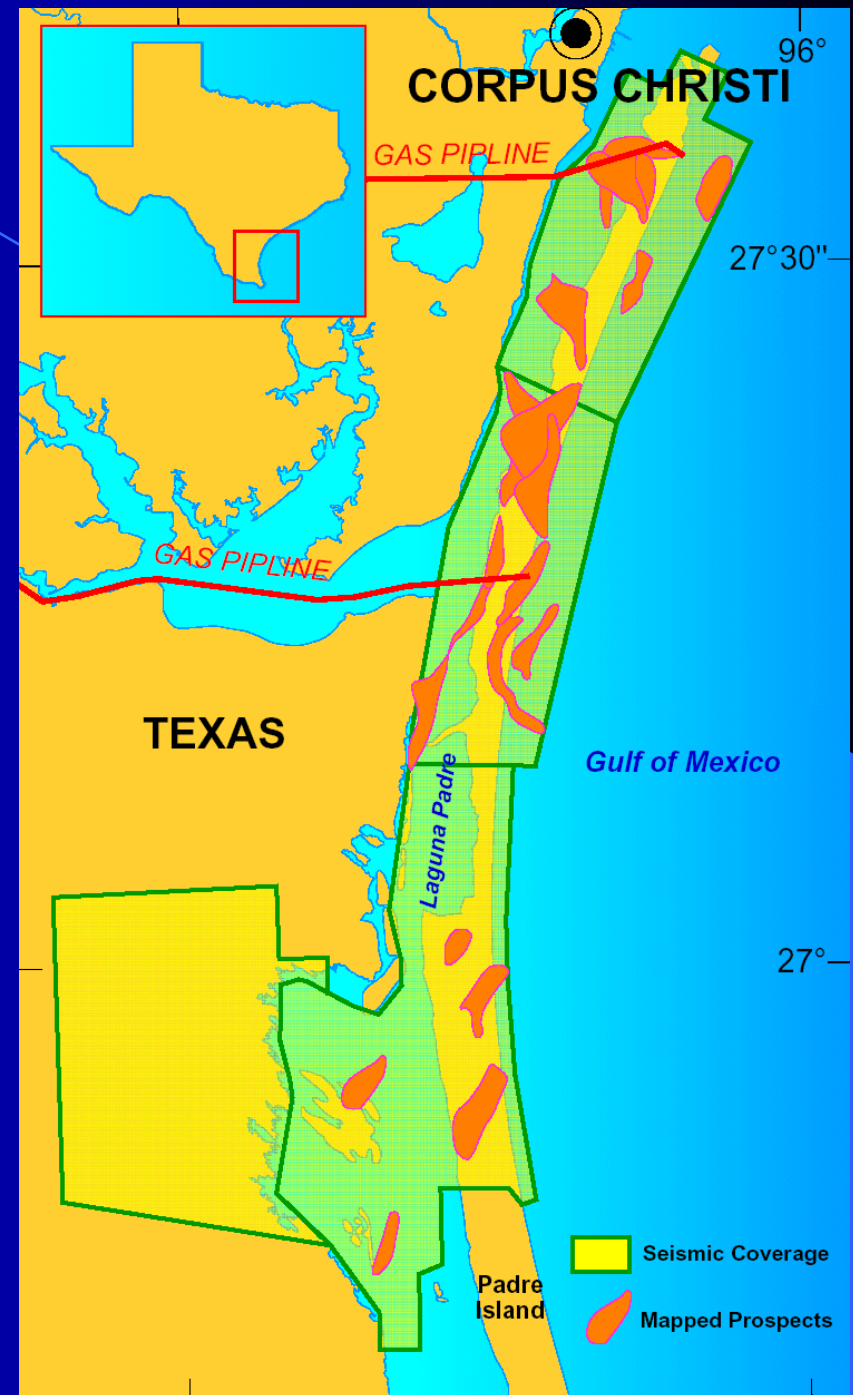 CORPUS CHRISTI
96°
GAS PIPLINE
27°30"
GAS PIPLINE
TEXAS
Gulf of Mexico
Laguna Padre
27°
Seismic Coverage
Padre
Island
Mapped Prospects